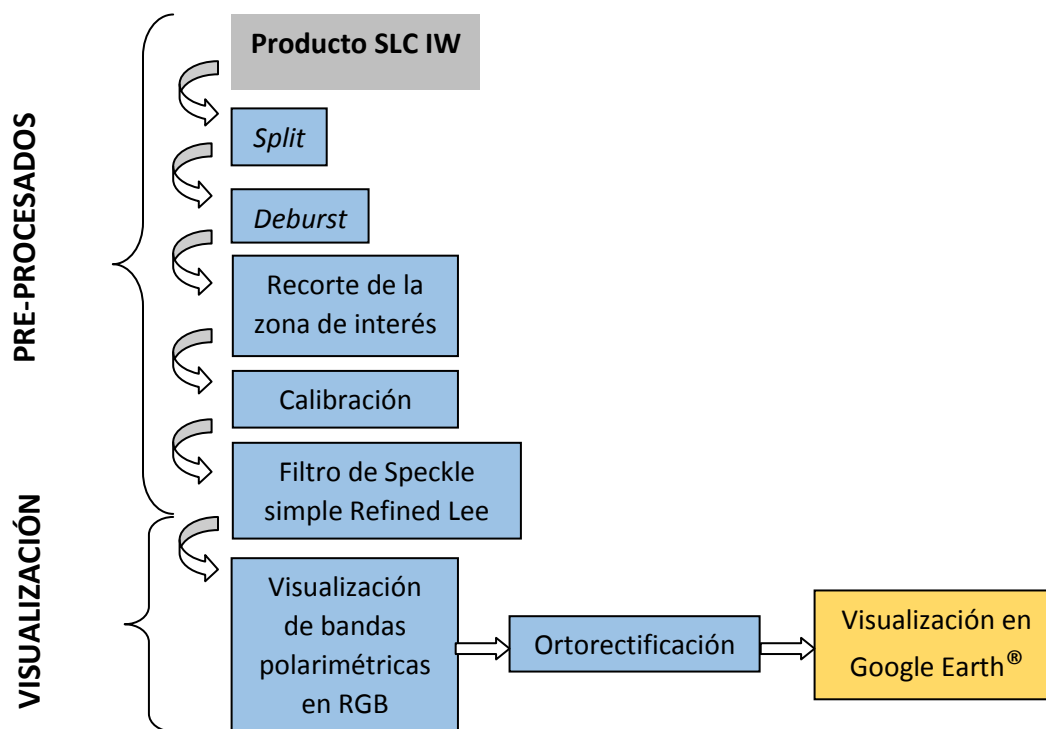 PRE-PROCESADOS
VISUALIZACIÓN
Producto SLC IW
Split
Deburst
Recorte de la
zona de interés
Calibración
Filtro de Speckle
simple Refined Lee
Visualización
de bandas
polarimétricas
en RGB
Ortorectificación
Visualización en
Google Earth®